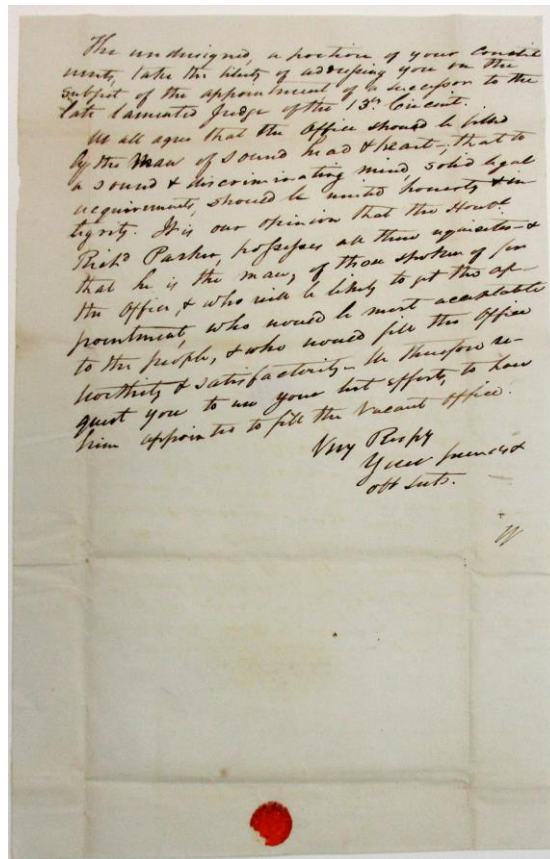 The undersigned, a portion of your Constit
uents, take the liberty of addressing you on the
subject of the appointment of a successor to the
late lamented Judge of the 13th Circuit.
We all agree that the Office should be filled
by the Man of sound head & heart – that to
a sound & discriminating mind, solid legal
acquirements, should be united honesty & in-
tegrity. It is our opinion that the Honbl
Richd Parker, possesses all these requisites – &
that he is the man, of those spoken of for
the Office, & who will be likely to get the ap-
pointment, who would be most acceptable
to the people, & who would fill the Office
worthily & satisfactorily – We therefore re-
quest you to use your best efforts, to have
him appointed to fill the vacant office.
Very Respy
Your friends &
obt Svts.